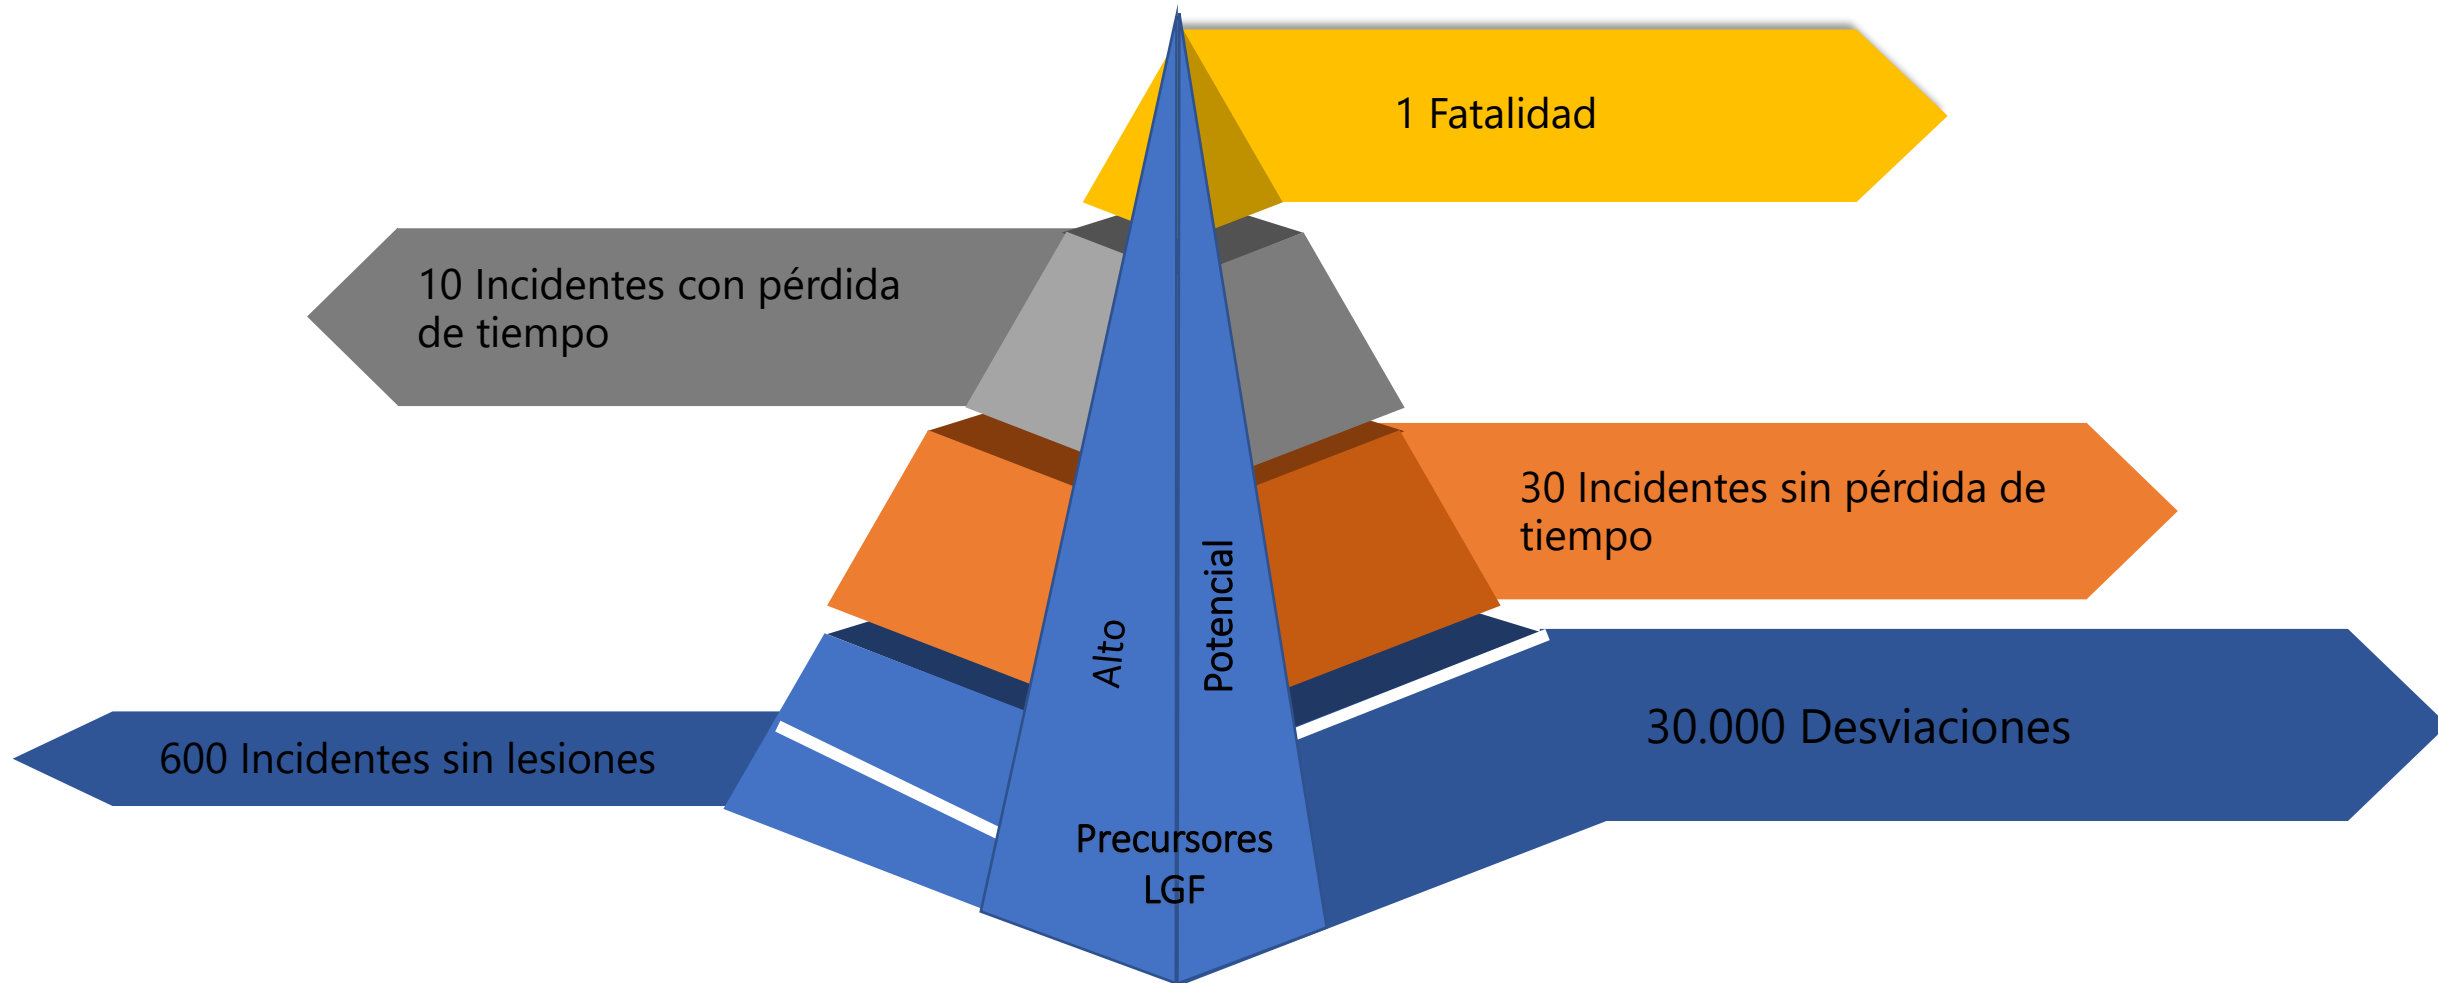 1 Fatalidad
10 Incidentes con pérdida
de tiempo
30 Incidentes sin pérdida de
tiempo
Alto
Potencial
600 Incidentes sin lesiones
30.000 Desviaciones
Precursores
LGF